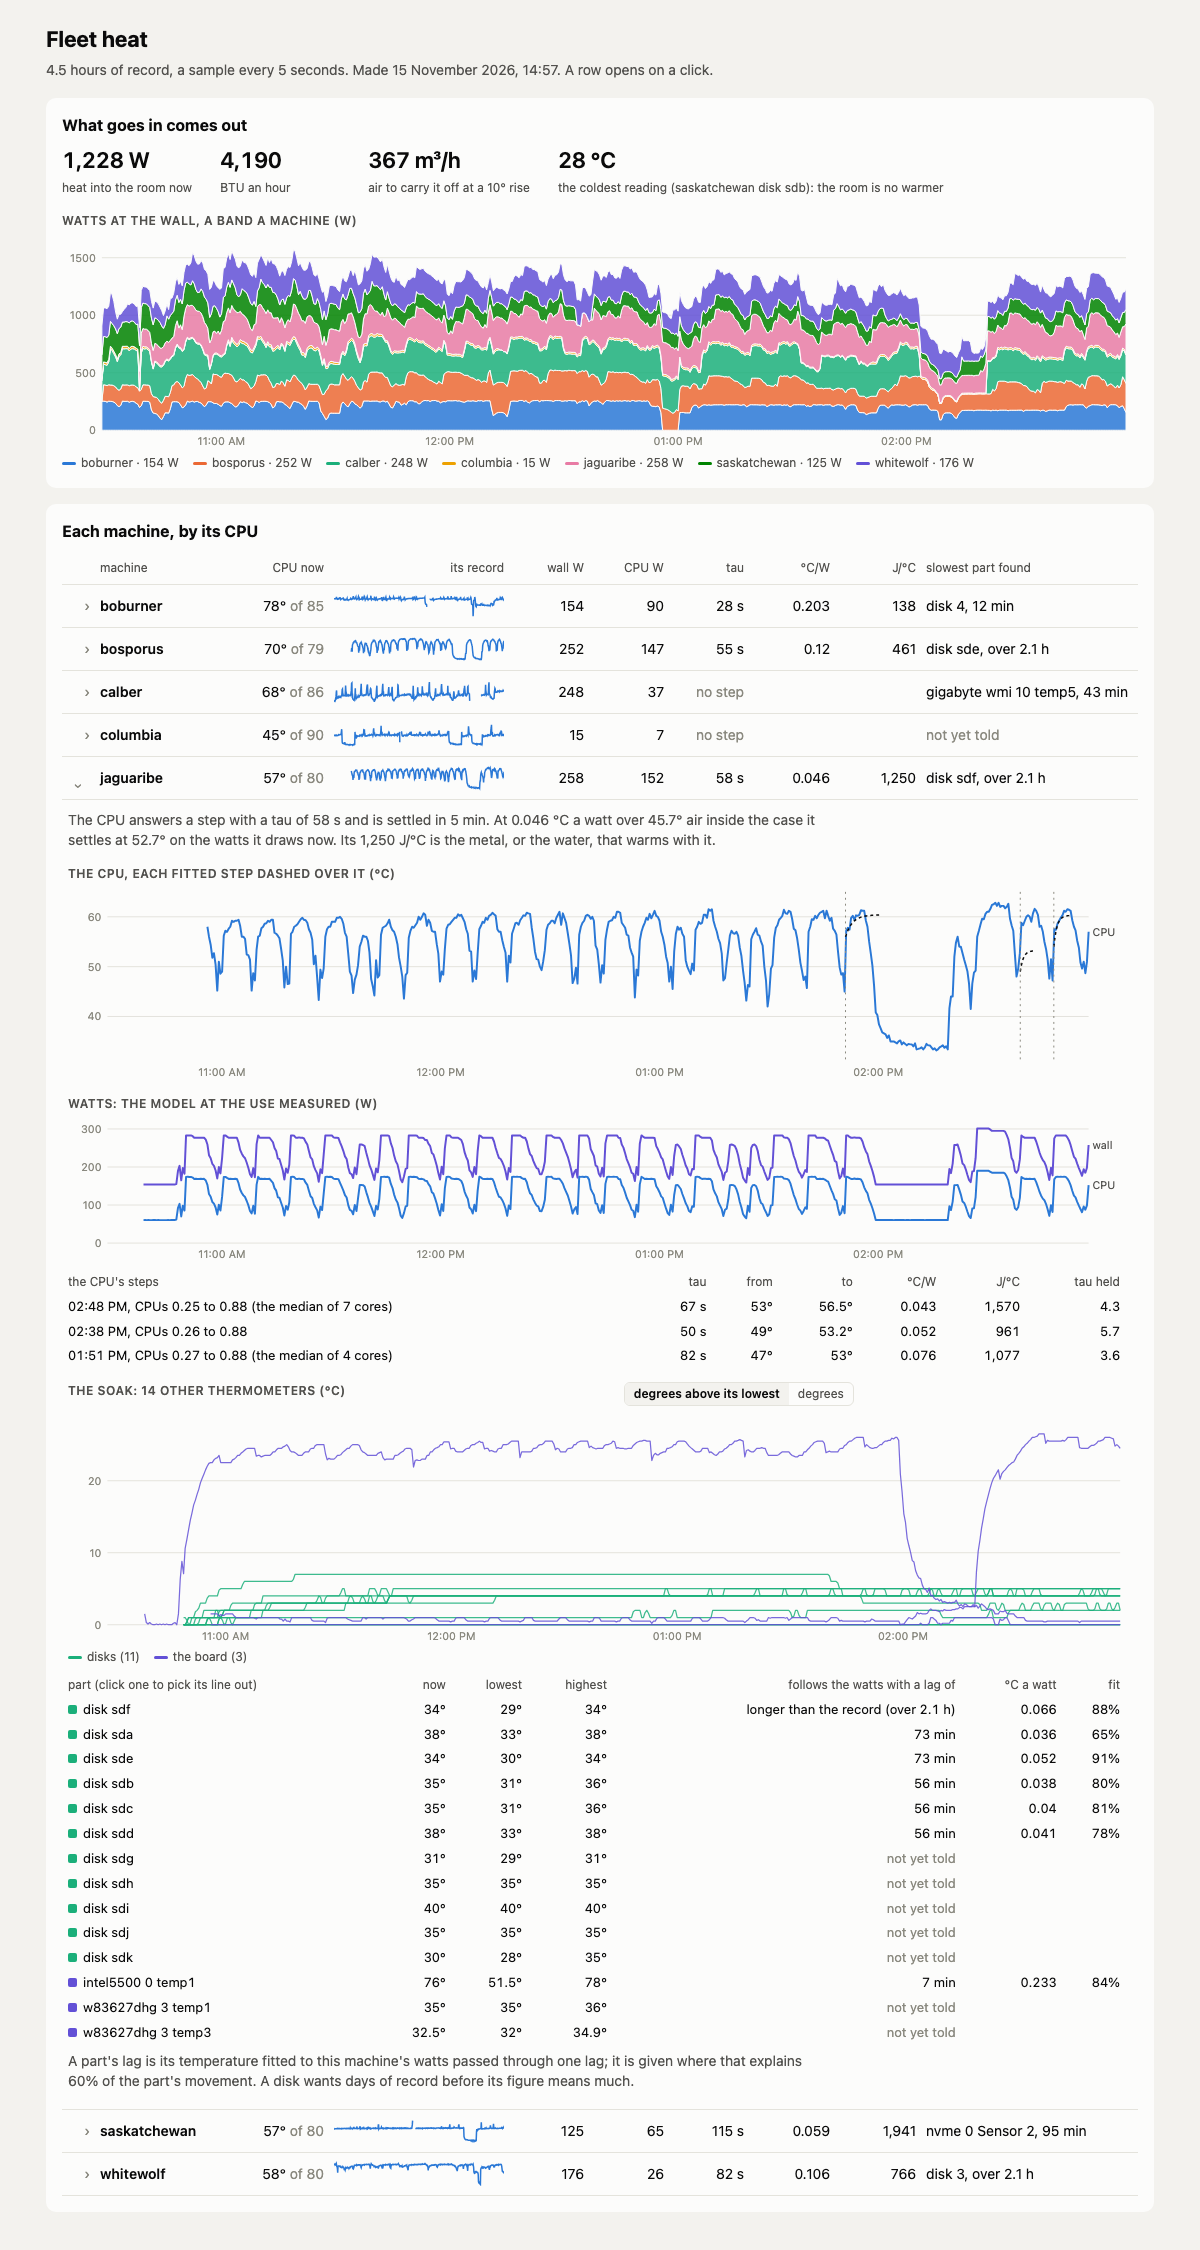 Fleet heat
4.5 hours of record, a sample every 5 seconds. Made 15 November 2026, 14:57. A row opens on a click.
What goes in comes out
1,228 W 4,190 367 m³/h 28 °C
heat into the room now BTU an hour air to carry it off at a 10° rise the coldest reading (saskatchewan disk sdb): the room is no warmer
WATTS AT THE WALL, A BAND A MACHINE (W)
1500
1000
500
0
11:00 AM 12:00 PM 01:00 PM 02:00 PM
boburner · 154 W bosporus · 252 W calber · 248 W columbia · 15 W jaguaribe · 258 W saskatchewan · 125 W whitewolf · 176 W
Each machine, by its CPU
machine CPU now its record wall W CPU W tau °C/W J/°C slowest part found
› boburner 78° of 85 154 90 28 s 0.203 138 disk 4, 12 min
› bosporus 70° of 79 252 147 55 s 0.12 461 disk sde, over 2.1 h
› calber 68° of 86 248 37 no step gigabyte wmi 10 temp5, 43 min
› columbia 45° of 90 15 7 no step not yet told
› jaguaribe 57° of 80 258 152 58 s 0.046 1,250 disk sdf, over 2.1 h
The CPU answers a step with a tau of 58 s and is settled in 5 min. At 0.046 °C a watt over 45.7° air inside the case it
settles at 52.7° on the watts it draws now. Its 1,250 J/°C is the metal, or the water, that warms with it.
THE CPU, EACH FITTED STEP DASHED OVER IT (°C)
60
CPU
50
40
11:00 AM 12:00 PM 01:00 PM 02:00 PM
WATTS: THE MODEL AT THE USE MEASURED (W)
300
wall
200
CPU
100
0
11:00 AM 12:00 PM 01:00 PM 02:00 PM
the CPU's steps tau from to °C/W J/°C tau held
02:48 PM, CPUs 0.25 to 0.88 (the median of 7 cores) 67 s 53° 56.5° 0.043 1,570 4.3
02:38 PM, CPUs 0.26 to 0.88 50 s 49° 53.2° 0.052 961 5.7
01:51 PM, CPUs 0.27 to 0.88 (the median of 4 cores) 82 s 47° 53° 0.076 1,077 3.6
THE SOAK: 14 OTHER THERMOMETERS (°C) degrees above its lowest degrees
20
10
0
11:00 AM 12:00 PM 01:00 PM 02:00 PM
disks (11) the board (3)
part (click one to pick its line out) now lowest highest follows the watts with a lag of °C a watt fit
disk sdf 34° 29° 34° longer than the record (over 2.1 h) 0.066 88%
disk sda 38° 33° 38° 73 min 0.036 65%
disk sde 34° 30° 34° 73 min 0.052 91%
disk sdb 35° 31° 36° 56 min 0.038 80%
disk sdc 35° 31° 36° 56 min 0.04 81%
disk sdd 38° 33° 38° 56 min 0.041 78%
disk sdg 31° 29° 31° not yet told
disk sdh 35° 35° 35° not yet told
disk sdi 40° 40° 40° not yet told
disk sdj 35° 35° 35° not yet told
disk sdk 30° 28° 35° not yet told
intel5500 0 temp1 76° 51.5° 78° 7 min 0.233 84%
w83627dhg 3 temp1 35° 35° 36° not yet told
w83627dhg 3 temp3 32.5° 32° 34.9° not yet told
A part's lag is its temperature fitted to this machine's watts passed through one lag; it is given where that explains
60% of the part's movement. A disk wants days of record before its figure means much.
› saskatchewan 57° of 80 125 65 115 s 0.059 1,941 nvme 0 Sensor 2, 95 min
› whitewolf 58° of 80 176 26 82 s 0.106 766 disk 3, over 2.1 h